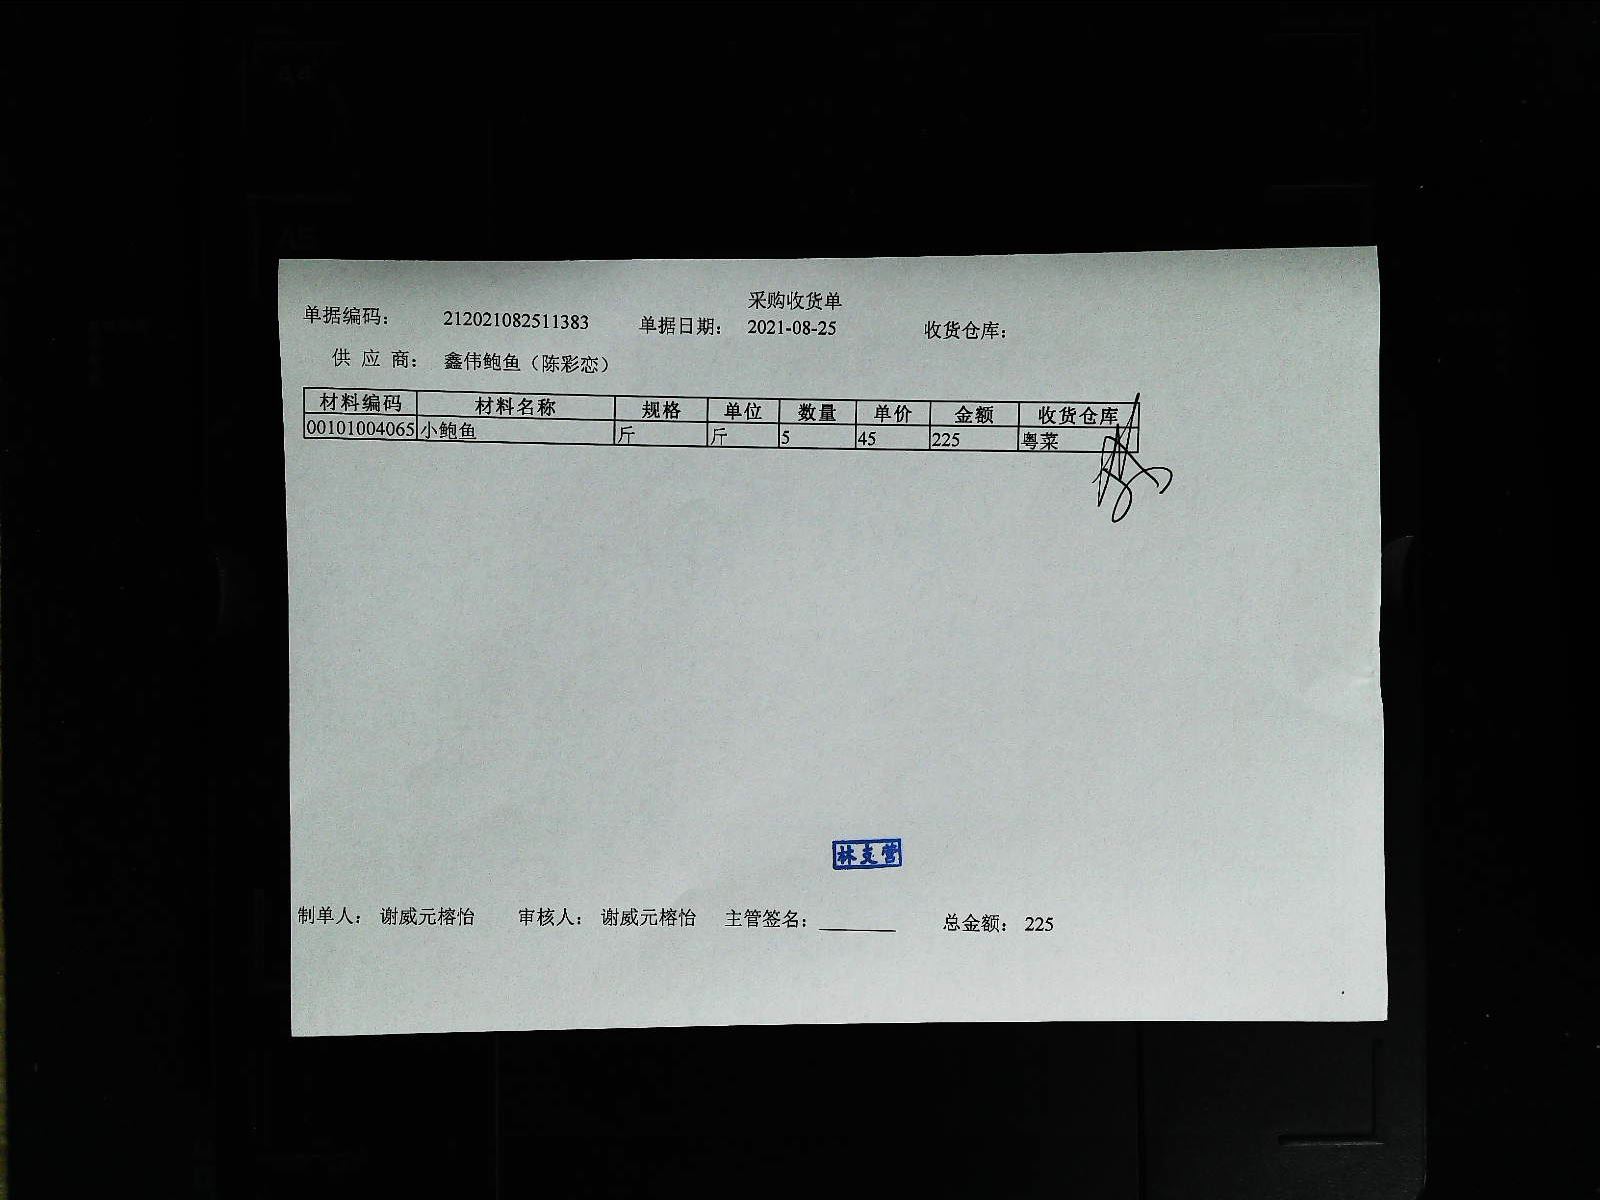 采购收货单
单据编码： 212021082511383 单据日期： 2021-08-25 收货仓库：
供 应 商： 鑫伟鲍鱼（陈彩恋）
材料编码 材料名称 规格 单位 数量 单价 金额 收货仓库
00101004065 小鲍鱼 斤 斤 5 45 225 粤菜
林支营
制单人： 谢威元榕怡 审核人： 谢威元榕怡 主管签名： 总金额： 225